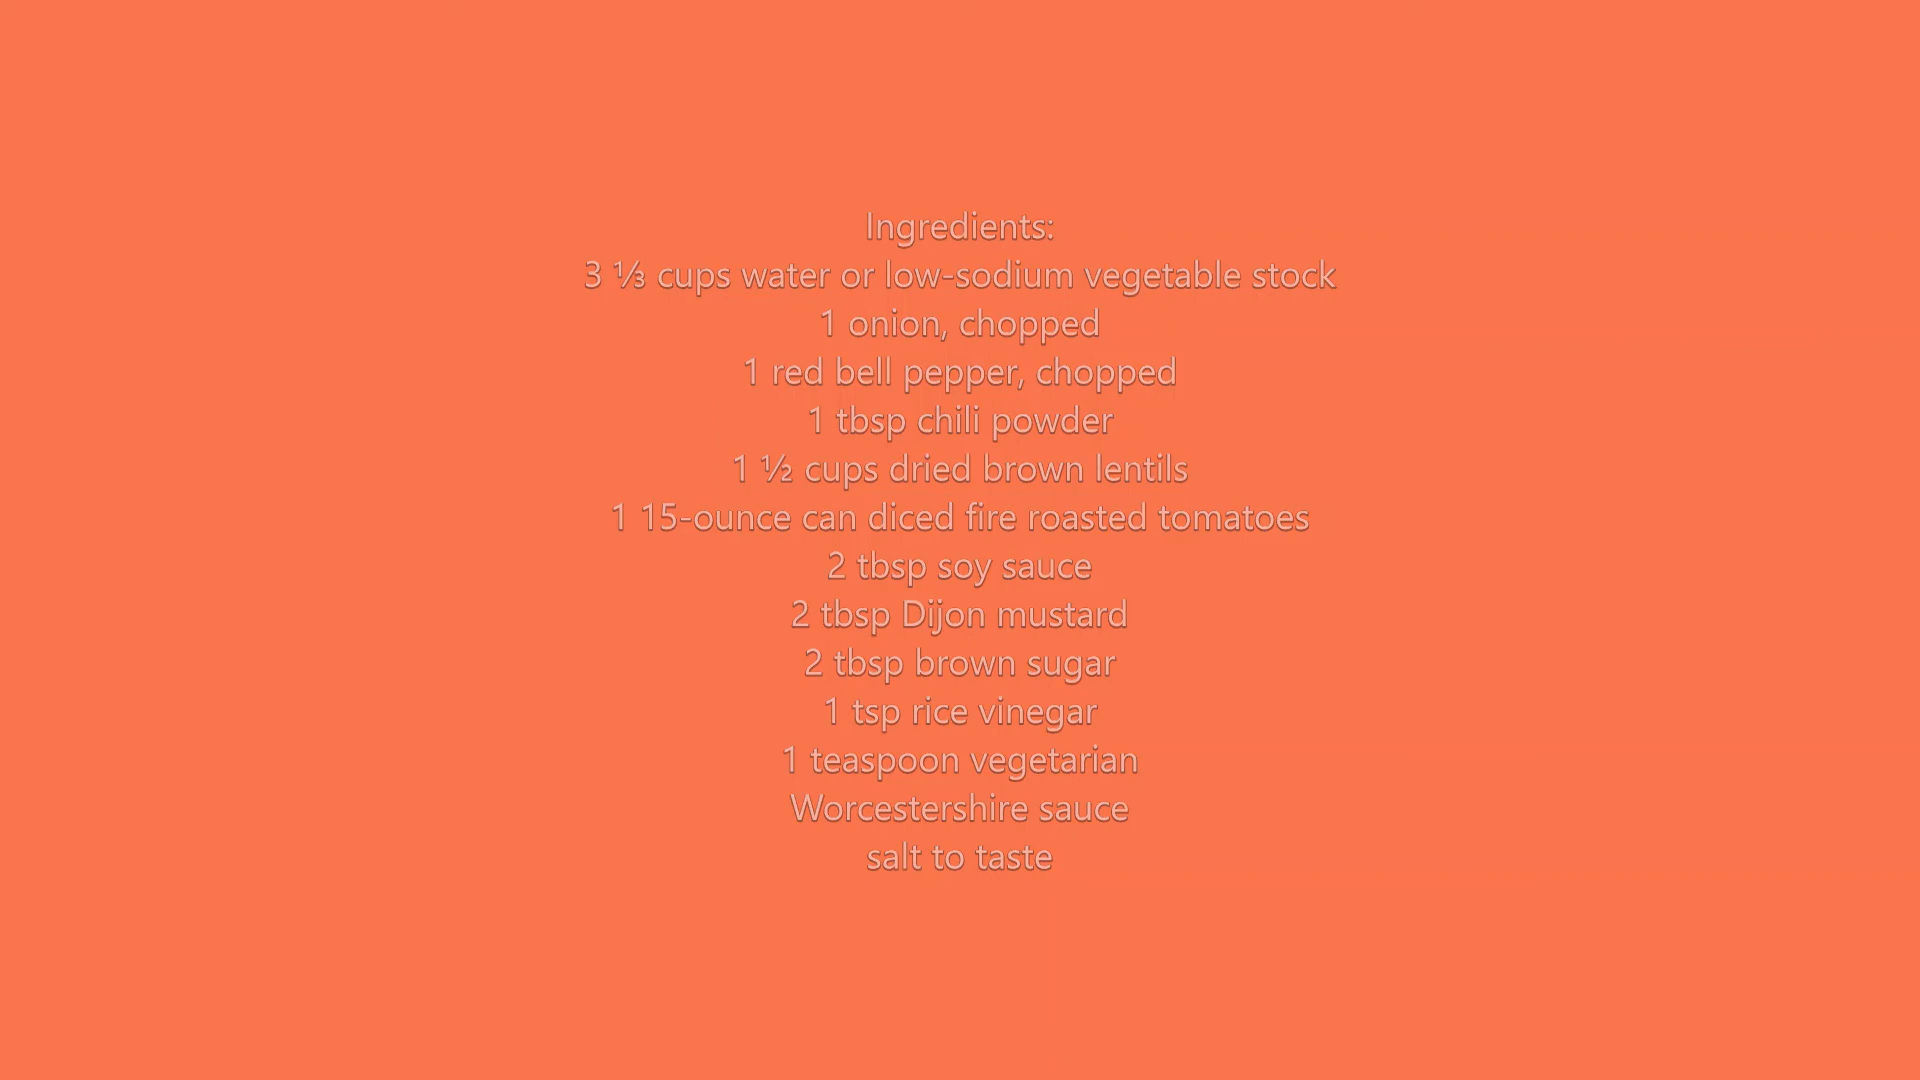 Ingredients:
3 ⅓ cups water or low-sodium vegetable stock
1 onion, chopped
1 red bell pepper, chopped
1 tbsp chili powder
1 ½ cups dried brown lentils
1 15-ounce can diced fire roasted tomatoes
2 tbsp soy sauce
2 tbsp Dijon mustard
2 tbsp brown sugar
1 tsp rice vinegar
1 teaspoon vegetarian
Worcestershire sauce
salt to taste